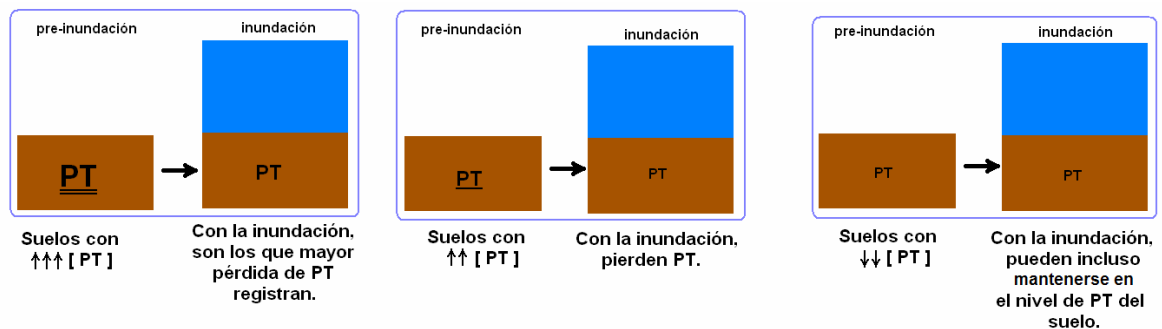 pre-inundación
inundación
PT
PT
Suelos con
↑↑↑ [ PT ]
Con la inundación,
son los que mayor
pérdida de PT
registran.
pre-inundación
inundación
PT
PT
Suelos con
↑↑ [ PT ]
Con la inundación,
pierden PT.
pre-inundación
inundación
PT
PT
Suelos con
↓↓ [ PT ]
Con la inundación,
pueden incluso
mantenerse en
el nivel de PT del
suelo.